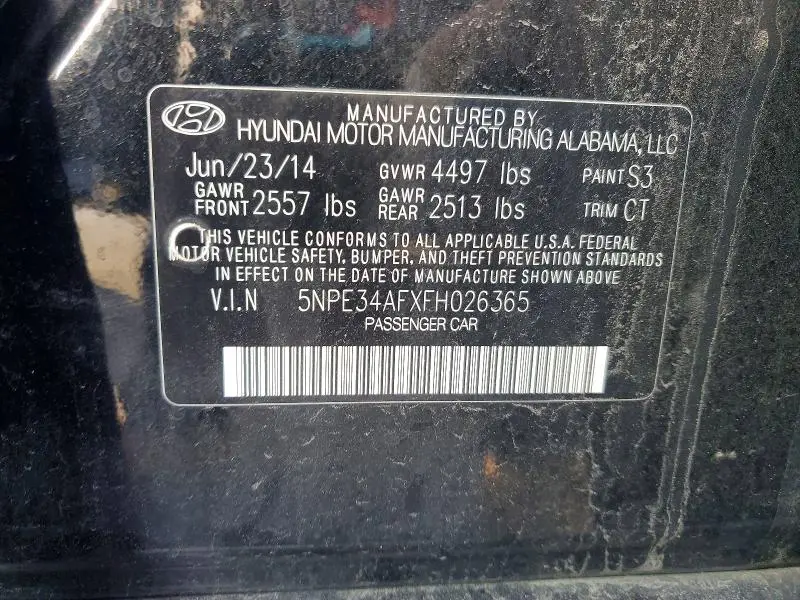 MANUFACTURED BY
HYUNDAI MOTOR MANUFACTURING ALABAMA, LLC
Jun/23/14 GVWR 4497 lbs PAINT S3
GAWR FRONT 2557 lbs GAWR REAR 2513 lbs TRIM CT
THIS VEHICLE CONFORMS TO ALL APPLICABLE U.S.A. FEDERAL
MOTOR VEHICLE SAFETY, BUMPER, AND THEFT PREVENTION STANDARDS
IN EFFECT ON THE DATE OF MANUFACTURE SHOWN ABOVE
V.I.N 5NPE34AFXFH026365
PASSENGER CAR